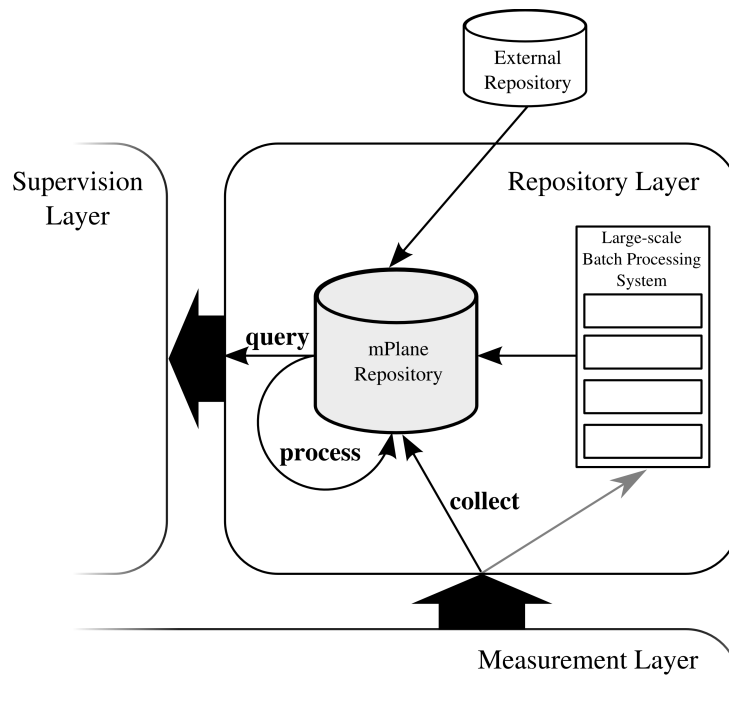 External
Repository
Supervision
Layer
Repository Layer
Large-scale
Batch Processing
System
query
mPlane
Repository
process
collect
Measurement Layer